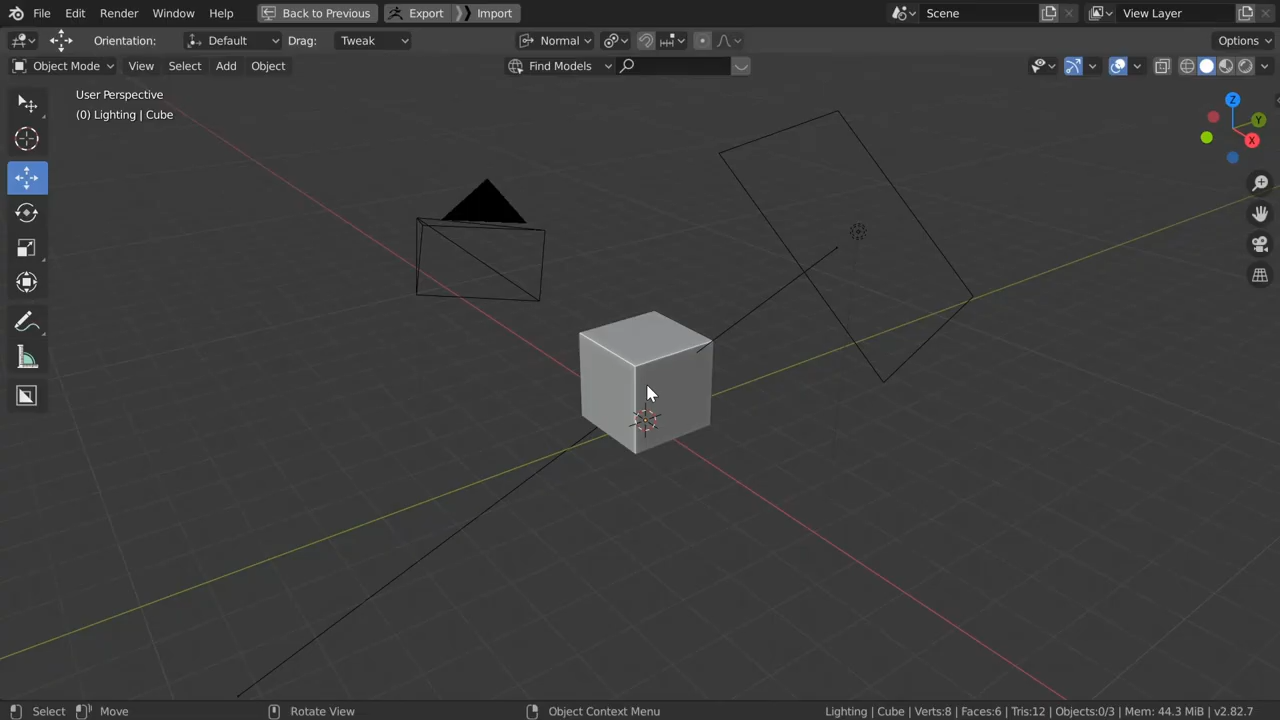 File Edit Render Window Help Back to Previous Export Import Scene View Layer
Orientation: Default Drag: Tweak Normal Options
Object Mode View Select Add Object Find Models
User Perspective
(0) Lighting | Cube
Z
Y
X
Select Move Rotate View Object Context Menu Lighting | Cube | Verts:8 | Faces:6 | Tris:12 | Objects:0/3 | Mem: 44.3 MiB | v2.82.7